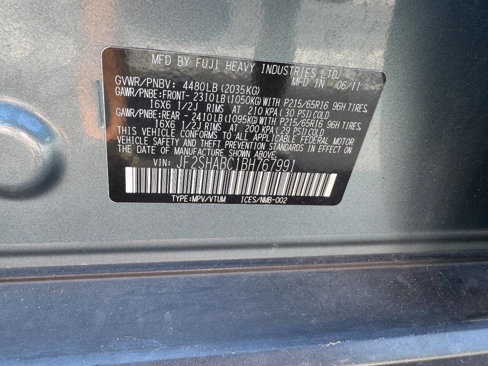 MFD BY FUJI HEAVY INDUSTRIES LTD.
GVWR/PNBV: 4480LB(2035KG) MFD IN 06/11
GAWR/PNBE:FRONT- 2310LB(1050KG)WITH P215/65R16 96H TIRES,
16X6 1/2J RIMS AT 210 KPA(30 PSI)COLD
GAWR/PNBE:REAR - 2410LB(1095KG)WITH P215/65R16 96H TIRES,
16X6 1/2J RIMS AT 200 KPA(29 PSI)COLD
THIS VEHICLE CONFORMS TO ALL APPLICABLE FEDERAL MOTOR
VEHICLE SAFETY AND THEFT PREVENTION STANDARDS IN EFFECT ON
THE DATE OF MANUFACTURE SHOWN ABOVE.
VIN: JF2SHABC1BH767991
TYPE:MPV/VTUM ICES/NMB-002